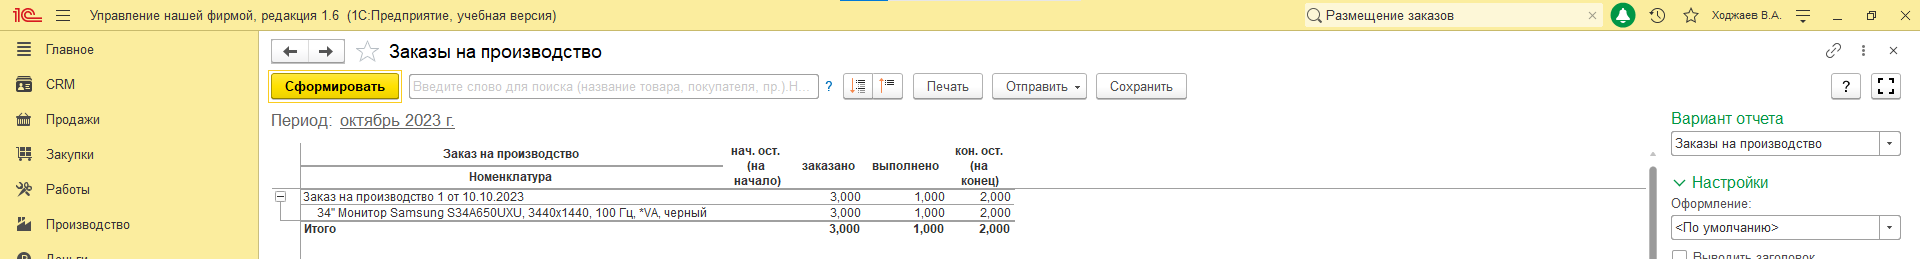 1С Управление нашей фирмой, редакция 1.6 (1С:Предприятие, учебная версия)
Размещение заказов
Ходжаев В.А.
Главное
CRM
Продажи
Закупки
Работы
Производство
Деньги
Заказы на производство
Сформировать
Введите слово для поиска (название товара, покупателя, пр.).Н...
?
Печать
Отправить
Сохранить
?
Период: октябрь 2023 г.
Заказ на производство
Номенклатура
нач. ост.
(на
начало)
заказано
выполнено
кон. ост.
(на
конец)
Заказ на производство 1 от 10.10.2023 3,000 1,000 2,000
34" Монитор Samsung S34A650UXU, 3440x1440, 100 Гц, *VA, черный 3,000 1,000 2,000
Итого 3,000 1,000 2,000
Вариант отчета
Заказы на производство
Настройки
Оформление:
<По умолчанию>
Выводить заголовок